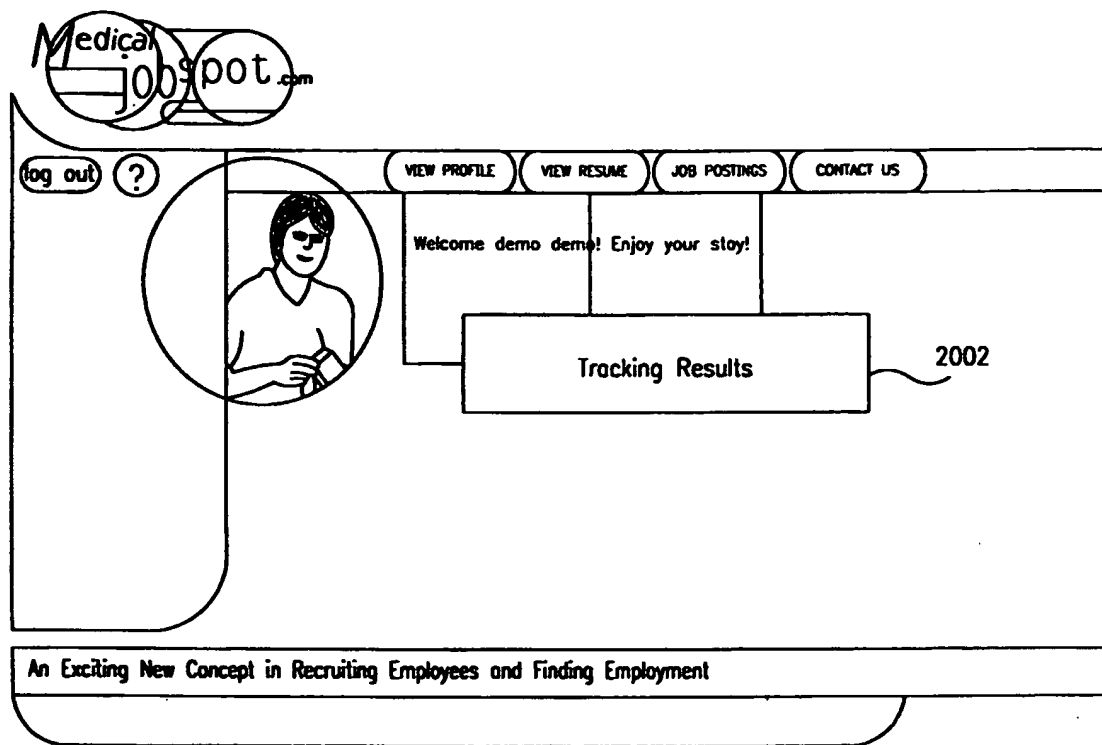 Medical
jobspot.com
log out ?
VIEW PROFILE VIEW RESUME JOB POSTINGS CONTACT US
Welcome demo demo! Enjoy your stay!
Tracking Results
2002
An Exciting New Concept in Recruiting Employees and Finding Employment